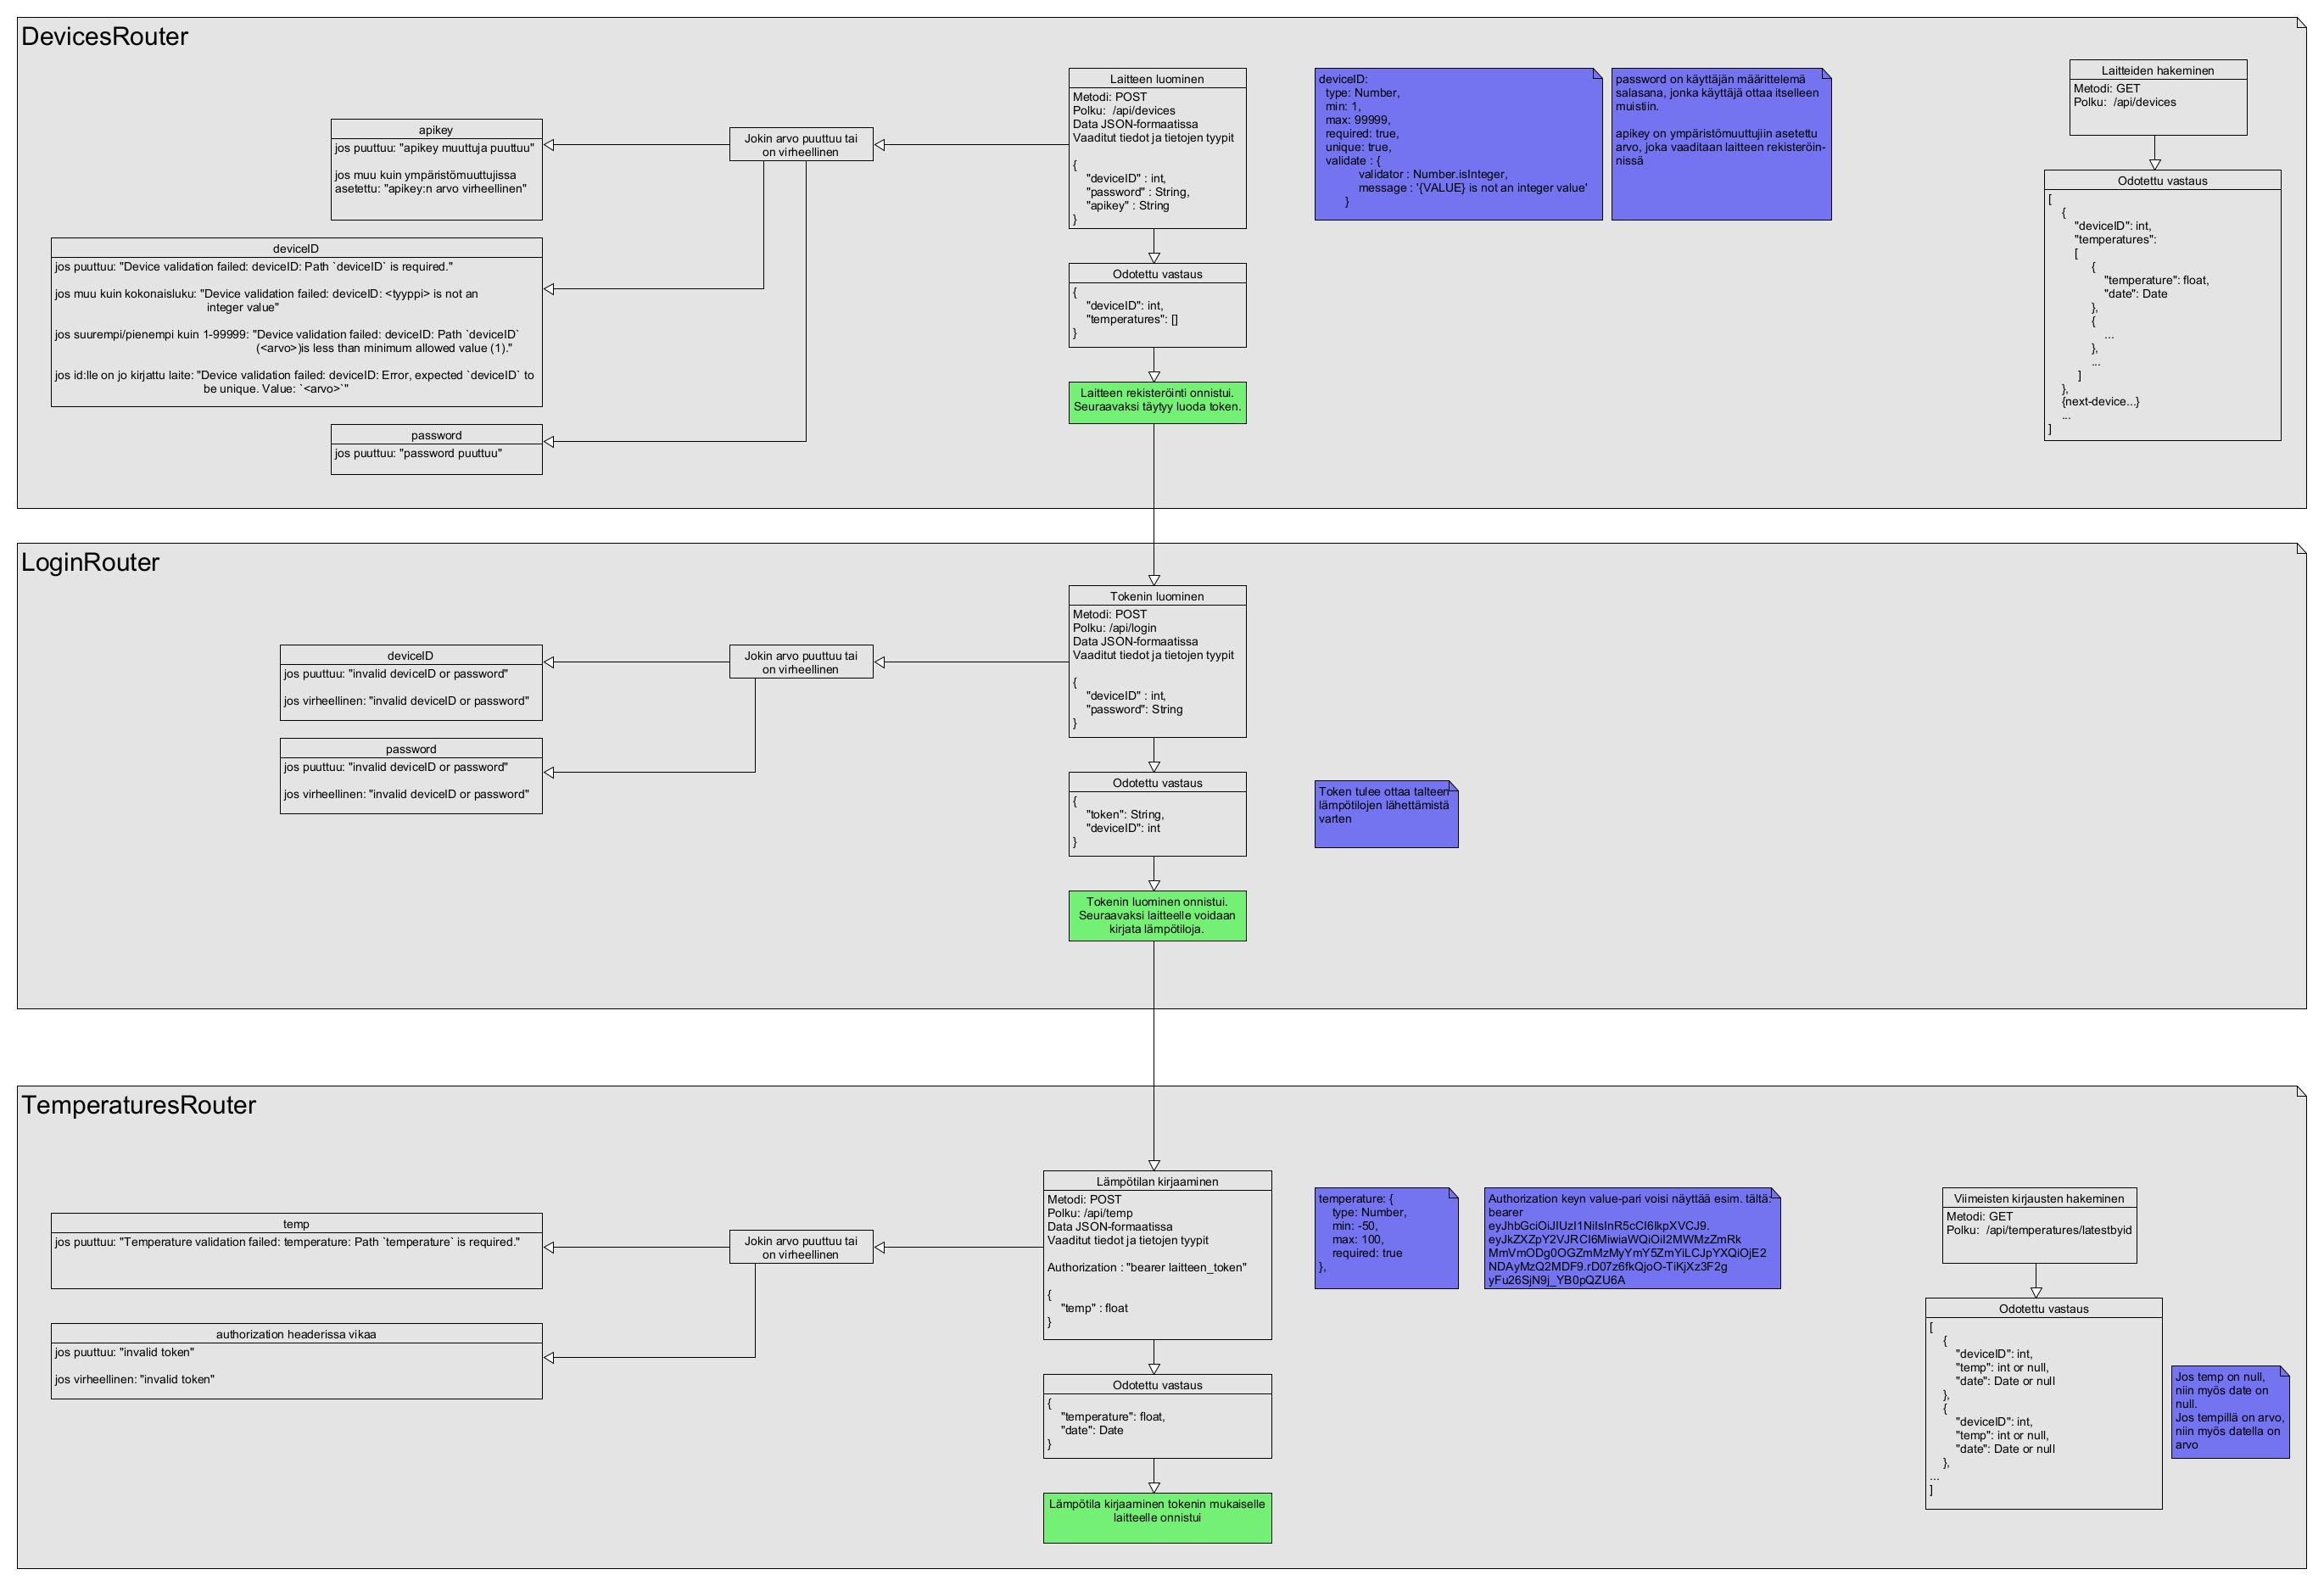 DevicesRouter
Laitteen luominen
Metodi: POST
Polku:  /api/devices
Data JSON-formaatissa
Vaaditut tiedot ja tietojen tyypit
{
"deviceID" : int,
"password" : String,
"apikey" : String
}
Jokin arvo puuttuu tai
on virheellinen
apikey
jos puuttuu: "apikey muuttuja puuttuu"
jos muu kuin ympäristömuuttujissa
asetettu: "apikey:n arvo virheellinen"
deviceID
jos puuttuu: "Device validation failed: deviceID: Path `deviceID` is required."
jos muu kuin kokonaisluku: "Device validation failed: deviceID: <tyyppi> is not an
integer value"
jos suurempi/pienempi kuin 1-99999: "Device validation failed: deviceID: Path `deviceID`
(<arvo>)is less than minimum allowed value (1)."
jos id:lle on jo kirjattu laite: "Device validation failed: deviceID: Error, expected `deviceID` to
be unique. Value: `<arvo>`"
password
jos puuttuu: "password puuttuu"
Odotettu vastaus
{
"deviceID": int,
"temperatures": []
}
Laitteen rekisteröinti onnistui.
Seuraavaksi täytyy luoda token.
deviceID:
type: Number,
min: 1,
max: 99999,
required: true,
unique: true,
validate : {
validator : Number.isInteger,
message : '{VALUE} is not an integer value'
}
password on käyttäjän määrittelemä
salasana, jonka käyttäjä ottaa itselleen
muistiin.
apikey on ympäristömuuttujiin asetettu
arvo, joka vaaditaan laitteen rekisteröin-
nissä
Laitteiden hakeminen
Metodi: GET
Polku:  /api/devices
Odotettu vastaus
[
{
"deviceID": int,
"temperatures":
[
{
"temperature": float,
"date": Date
},
{
...
},
...
]
},
{next-device...}
...
]
LoginRouter
Tokenin luominen
Metodi: POST
Polku: /api/login
Data JSON-formaatissa
Vaaditut tiedot ja tietojen tyypit
{
"deviceID" : int,
"password": String
}
Jokin arvo puuttuu tai
on virheellinen
deviceID
jos puuttuu: "invalid deviceID or password"
jos virheellinen: "invalid deviceID or password"
password
jos puuttuu: "invalid deviceID or password"
jos virheellinen: "invalid deviceID or password"
Odotettu vastaus
{
"token": String,
"deviceID": int
}
Token tulee ottaa talteen
lämpötilojen lähettämistä
varten
Tokenin luominen onnistui.
Seuraavaksi laitteelle voidaan
kirjata lämpötiloja.
TemperaturesRouter
Lämpötilan kirjaaminen
Metodi: POST
Polku: /api/temp
Data JSON-formaatissa
Vaaditut tiedot ja tietojen tyypit
Authorization : "bearer laitteen_token"
{
"temp" : float
}
Jokin arvo puuttuu tai
on virheellinen
temp
jos puuttuu: "Temperature validation failed: temperature: Path `temperature` is required."
authorization headerissa vikaa
jos puuttuu: "invalid token"
jos virheellinen: "invalid token"
Odotettu vastaus
{
"temperature": float,
"date": Date
}
Lämpötila kirjaaminen tokenin mukaiselle
laitteelle onnistui
temperature: {
type: Number,
min: -50,
max: 100,
required: true
},
Authorization keyn value-pari voisi näyttää esim. tältä:
bearer
eyJhbGciOiJIUzI1NiIsInR5cCI6IkpXVCJ9.
eyJkZXZpY2VJRCI6MiwiaWQiOiI2MWMzZmRk
MmVmODg0OGZmMzMyYmY5ZmYiLCJpYXQiOjE2
NDAyMzQ2MDF9.rD07z6fkQjoO-TiKjXz3F2g
yFu26SjN9j_YB0pQZU6A
Viimeisten kirjausten hakeminen
Metodi: GET
Polku:  /api/temperatures/latestbyid
Odotettu vastaus
[
{
"deviceID": int,
"temp": int or null,
"date": Date or null
},
{
"deviceID": int,
"temp": int or null,
"date": Date or null
},
...
]
Jos temp on null,
niin myös date on
null.
Jos tempillä on arvo,
niin myös datella on
arvo